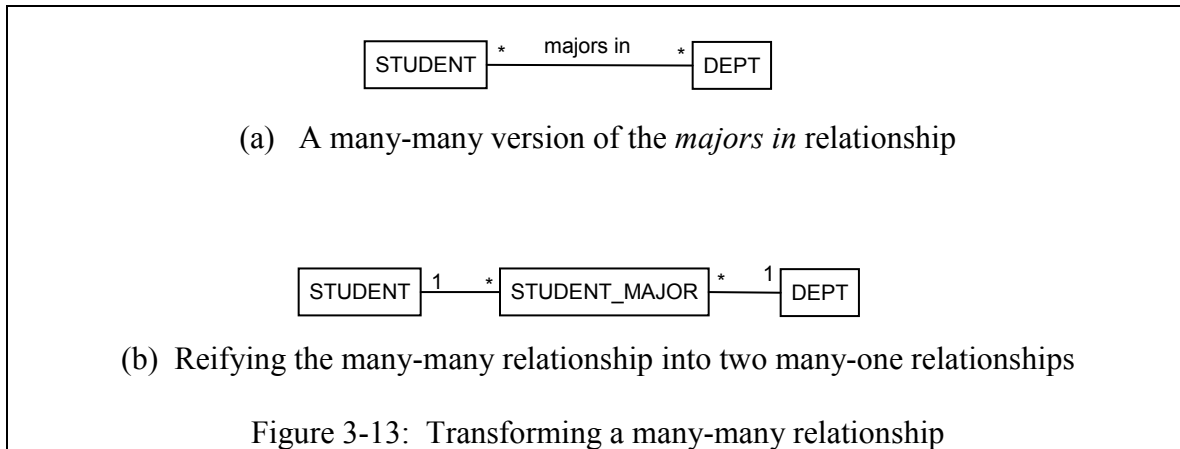 * majors in *
STUDENT DEPT
(a) A many-many version of the majors in relationship
1 * * 1
STUDENT STUDENT_MAJOR DEPT
(b) Reifying the many-many relationship into two many-one relationships
Figure 3-13: Transforming a many-many relationship